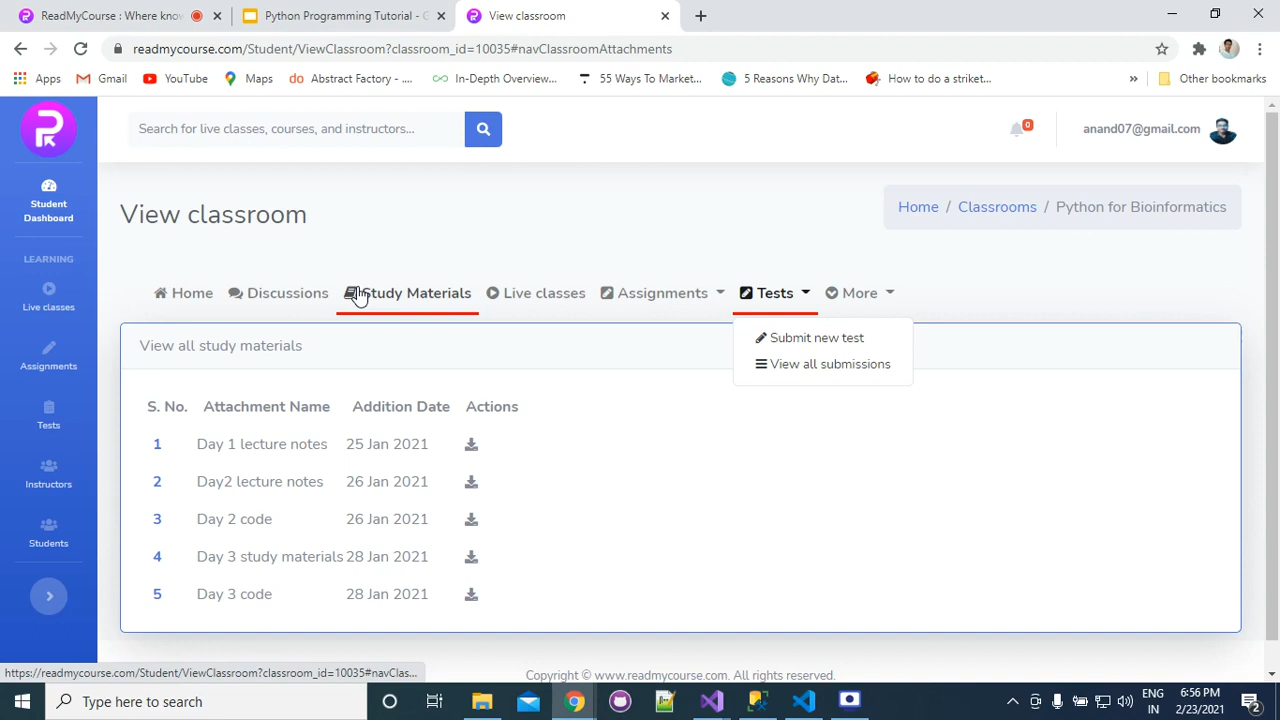 ReadMyCourse : Where know
Python Programming Tutorial - G
View classroom
readmycourse.com/Student/ViewClassroom?classroom_id=10035#navClassroomAttachments
Apps
Gmail
YouTube
Maps
Abstract Factory - ....
In-Depth Overview...
55 Ways To Market...
5 Reasons Why Dat...
How to do a striket...
»
Other bookmarks
Search for live classes, courses, and instructors...
0
anand07@gmail.com
Student
Dashboard
LEARNING
Live classes
Assignments
Tests
Instructors
Students
View classroom
Home / Classrooms / Python for Bioinformatics
Home
Discussions
Study Materials
Live classes
Assignments
Tests
More
Submit new test
View all submissions
View all study materials
S. No. Attachment Name Addition Date Actions
1 Day 1 lecture notes 25 Jan 2021
2 Day2 lecture notes 26 Jan 2021
3 Day 2 code 26 Jan 2021
4 Day 3 study materials 28 Jan 2021
5 Day 3 code 28 Jan 2021
Copyright © www.readmycourse.com. All rights reserved.
https://readmycourse.com/Student/ViewClassroom?classroom_id=10035#navClas...
Type here to search
ENG
IN
6:56 PM
2/23/2021
2